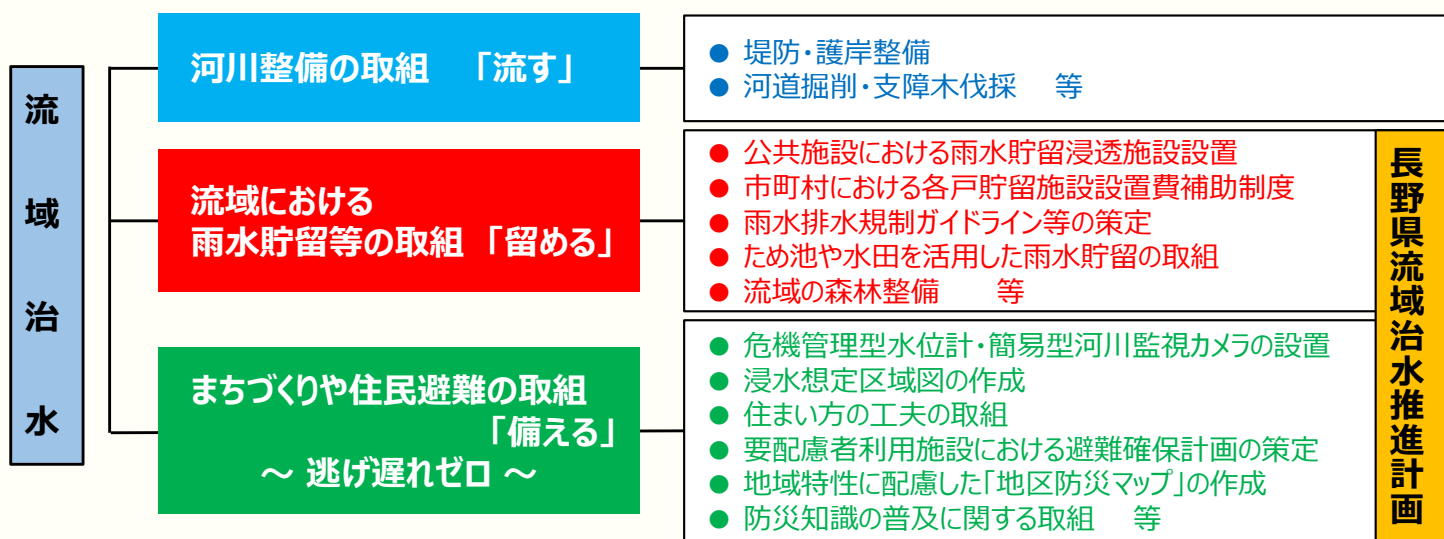 流域治水
河川整備の取組 「流す」
● 堤防・護岸整備
● 河道掘削・支障木伐採 等
流域における
雨水貯留等の取組 「留める」
● 公共施設における雨水貯留浸透施設設置
● 市町村における各戸貯留施設設置費補助制度
● 雨水排水規制ガイドライン等の策定
● ため池や水田を活用した雨水貯留の取組
● 流域の森林整備 等
まちづくりや住民避難の取組
「備える」
~ 逃げ遅れゼロ ~
● 危機管理型水位計・簡易型河川監視カメラの設置
● 浸水想定区域図の作成
● 住まい方の工夫の取組
● 要配慮者利用施設における避難確保計画の策定
● 地域特性に配慮した「地区防災マップ」の作成
● 防災知識の普及に関する取組 等
長野県流域治水推進計画